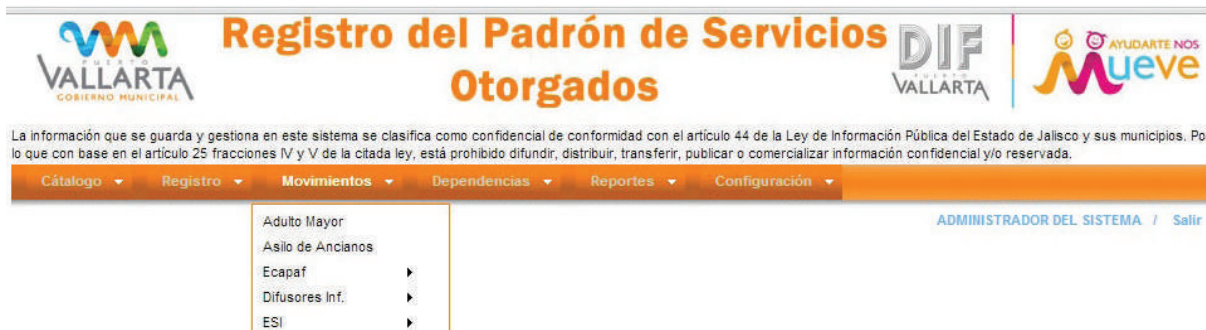 Registro del Padrón de Servicios
Otorgados
PUERTO
VALLARTA
GOBIERNO MUNICIPAL
DIF
PUERTO
VALLARTA
AYUDARTE NOS
Mueve
La información que se guarda y gestiona en este sistema se clasifica como confidencial de conformidad con el artículo 44 de la Ley de Información Pública del Estado de Jalisco y sus municipios. Po
lo que con base en el artículo 25 fracciones IV y V de la citada ley, está prohibido difundir, distribuir, transferir, publicar o comercializar información confidencial y/o reservada.
Cátalogo Registro Movimientos Dependencias Reportes Configuración
ADMINISTRADOR DEL SISTEMA / Salir
Adulto Mayor
Asilo de Ancianos
Ecapaf
Difusores Inf.
ESI